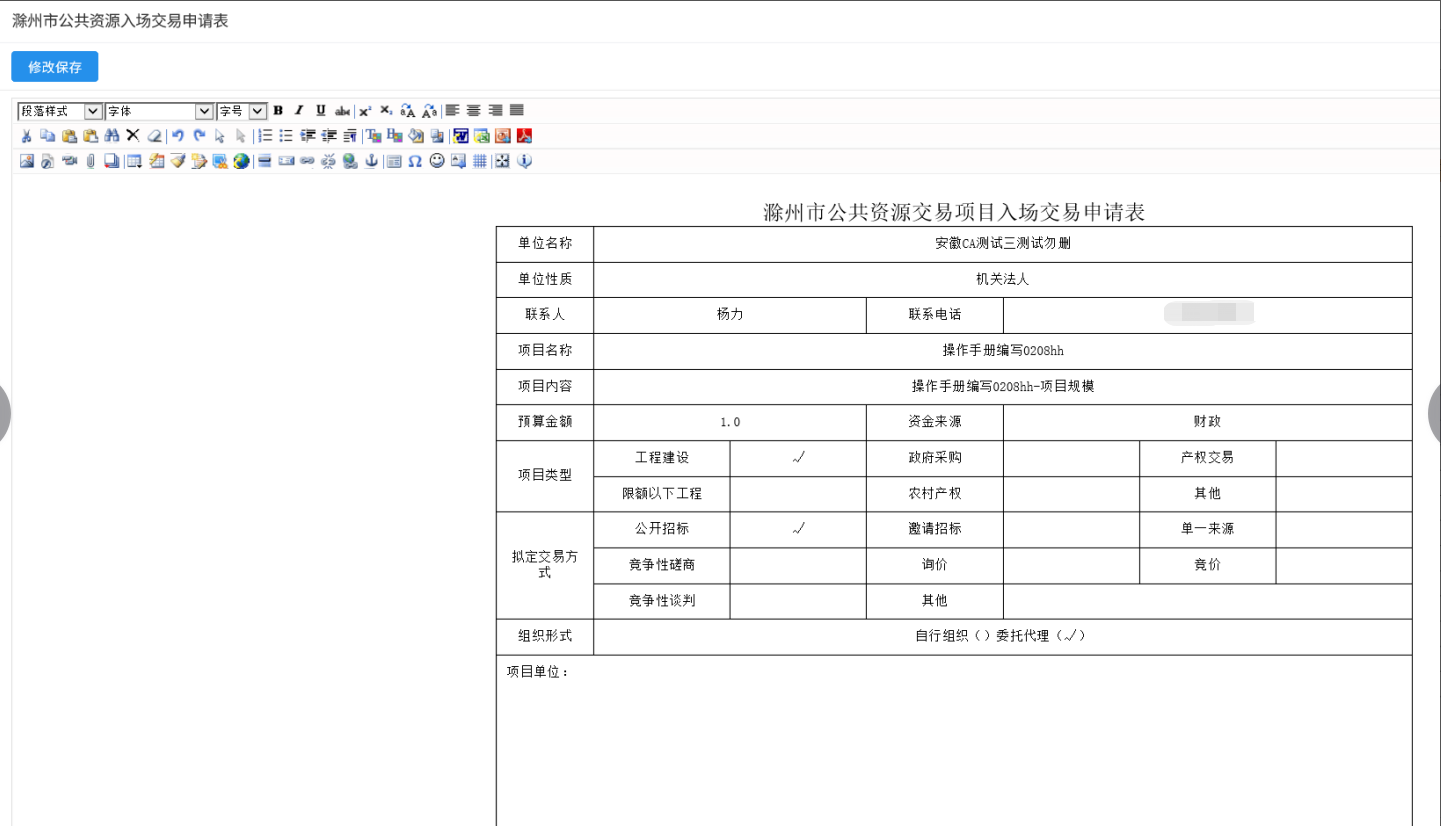 滁州市公共资源入场交易申请表
修改保存
段落样式 字体 字号 B I U abc x² x₂ aA Aa
滁州市公共资源交易项目入场交易申请表
单位名称 安徽CA测试三测试勿删
单位性质 机关法人
联系人 杨力 联系电话
项目名称 操作手册编写0208hh
项目内容 操作手册编写0208hh-项目规模
预算金额 1.0 资金来源 财政
项目类型
工程建设 √ 政府采购 产权交易
限额以下工程 农村产权 其他
拟定交易方
式
公开招标 √ 邀请招标 单一来源
竞争性磋商 询价 竞价
竞争性谈判 其他
组织形式 自行组织（）委托代理（√）
项目单位：